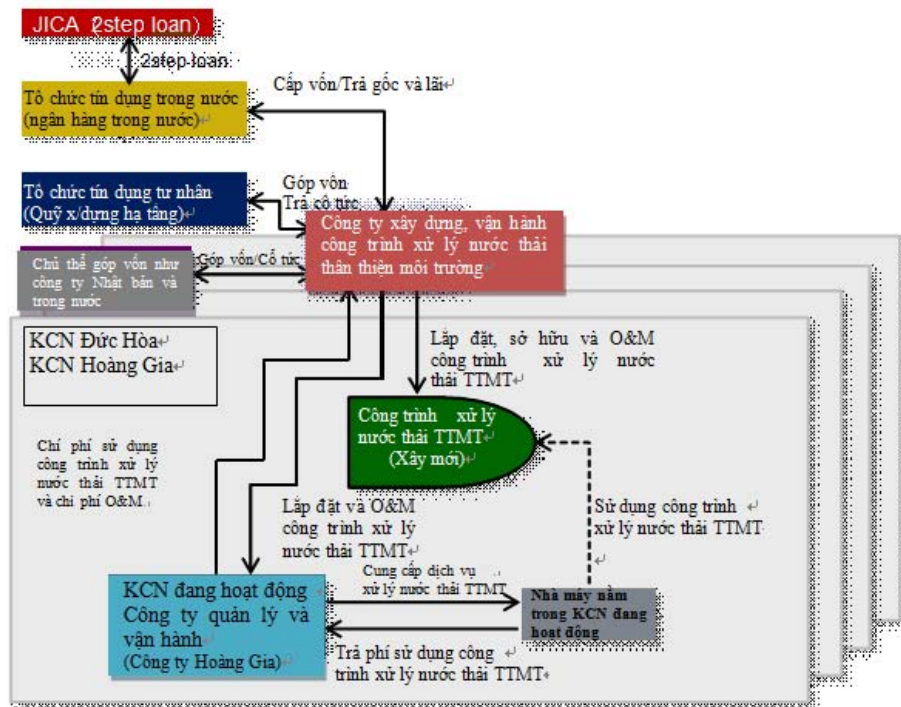 JICA (2step loan)
2step loan
Cấp vốn/Trả gốc và lãi
Tổ chức tín dụng trong nước
(ngân hàng trong nước)
Tổ chức tín dụng tư nhân
(Quỹ x/dựng hạ tầng)
Góp vốn
Trả cổ tức
Công ty xây dựng, vận hành
công trình xử lý nước thải
thân thiện môi trường
Chủ thể góp vốn như
công ty Nhật bản và
trong nước
Góp vốn/Cổ tức
KCN Đức Hòa
KCN Hoàng Gia
Lắp đặt, sở hữu và O&M
công trình xử lý nước
thải TTMT
Công trình xử lý
nước thải TTMT
(Xây mới)
Chí phí sử dụng
công trình xử lý
nước thải TTMT
và chi phí O&M.
Lắp đặt và O&M
công trình xử lý
nước thải TTMT
Sử dụng công trình
xử lý nước thải TTMT
Cung cấp dịch vụ
xử lý nước thải TTMT
KCN đang hoạt động
Công ty quản lý và
vận hành
(Công ty Hoàng Gia)
Nhà máy nằm
trong KCN đang
hoạt động
Trả phí sử dụng công
trình xử lý nước thải TTMT